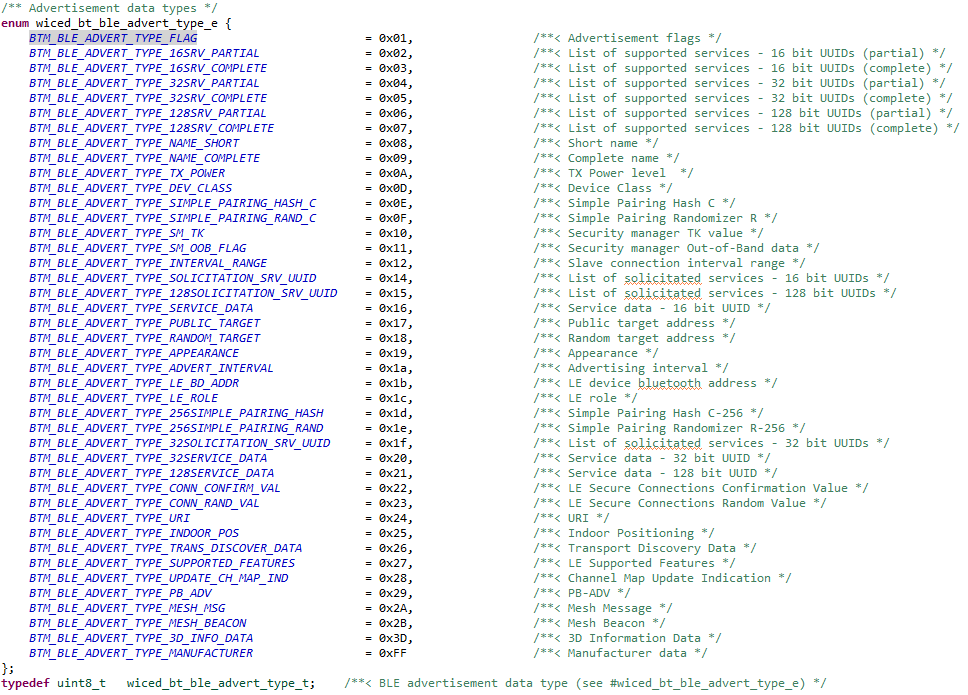 /** Advertisement data types */
enum wiced_bt_ble_advert_type_e {
    BTM_BLE_ADVERT_TYPE_FLAG = 0x01, /**< Advertisement flags */
    BTM_BLE_ADVERT_TYPE_16SRV_PARTIAL = 0x02, /**< List of supported services - 16 bit UUIDs (partial) */
    BTM_BLE_ADVERT_TYPE_16SRV_COMPLETE = 0x03, /**< List of supported services - 16 bit UUIDs (complete) */
    BTM_BLE_ADVERT_TYPE_32SRV_PARTIAL = 0x04, /**< List of supported services - 32 bit UUIDs (partial) */
    BTM_BLE_ADVERT_TYPE_32SRV_COMPLETE = 0x05, /**< List of supported services - 32 bit UUIDs (complete) */
    BTM_BLE_ADVERT_TYPE_128SRV_PARTIAL = 0x06, /**< List of supported services - 128 bit UUIDs (partial) */
    BTM_BLE_ADVERT_TYPE_128SRV_COMPLETE = 0x07, /**< List of supported services - 128 bit UUIDs (complete) */
    BTM_BLE_ADVERT_TYPE_NAME_SHORT = 0x08, /**< Short name */
    BTM_BLE_ADVERT_TYPE_NAME_COMPLETE = 0x09, /**< Complete name */
    BTM_BLE_ADVERT_TYPE_TX_POWER = 0x0A, /**< TX Power level  */
    BTM_BLE_ADVERT_TYPE_DEV_CLASS = 0x0D, /**< Device Class */
    BTM_BLE_ADVERT_TYPE_SIMPLE_PAIRING_HASH_C = 0x0E, /**< Simple Pairing Hash C */
    BTM_BLE_ADVERT_TYPE_SIMPLE_PAIRING_RAND_C = 0x0F, /**< Simple Pairing Randomizer R */
    BTM_BLE_ADVERT_TYPE_SM_TK = 0x10, /**< Security manager TK value */
    BTM_BLE_ADVERT_TYPE_SM_OOB_FLAG = 0x11, /**< Security manager Out-of-Band data */
    BTM_BLE_ADVERT_TYPE_INTERVAL_RANGE = 0x12, /**< Slave connection interval range */
    BTM_BLE_ADVERT_TYPE_SOLICITATION_SRV_UUID = 0x14, /**< List of solicitated services - 16 bit UUIDs */
    BTM_BLE_ADVERT_TYPE_128SOLICITATION_SRV_UUID = 0x15, /**< List of solicitated services - 128 bit UUIDs */
    BTM_BLE_ADVERT_TYPE_SERVICE_DATA = 0x16, /**< Service data - 16 bit UUID */
    BTM_BLE_ADVERT_TYPE_PUBLIC_TARGET = 0x17, /**< Public target address */
    BTM_BLE_ADVERT_TYPE_RANDOM_TARGET = 0x18, /**< Random target address */
    BTM_BLE_ADVERT_TYPE_APPEARANCE = 0x19, /**< Appearance */
    BTM_BLE_ADVERT_TYPE_ADVERT_INTERVAL = 0x1a, /**< Advertising interval */
    BTM_BLE_ADVERT_TYPE_LE_BD_ADDR = 0x1b, /**< LE device bluetooth address */
    BTM_BLE_ADVERT_TYPE_LE_ROLE = 0x1c, /**< LE role */
    BTM_BLE_ADVERT_TYPE_256SIMPLE_PAIRING_HASH = 0x1d, /**< Simple Pairing Hash C-256 */
    BTM_BLE_ADVERT_TYPE_256SIMPLE_PAIRING_RAND = 0x1e, /**< Simple Pairing Randomizer R-256 */
    BTM_BLE_ADVERT_TYPE_32SOLICITATION_SRV_UUID = 0x1f, /**< List of solicitated services - 32 bit UUIDs */
    BTM_BLE_ADVERT_TYPE_32SERVICE_DATA = 0x20, /**< Service data - 32 bit UUID */
    BTM_BLE_ADVERT_TYPE_128SERVICE_DATA = 0x21, /**< Service data - 128 bit UUID */
    BTM_BLE_ADVERT_TYPE_CONN_CONFIRM_VAL = 0x22, /**< LE Secure Connections Confirmation Value */
    BTM_BLE_ADVERT_TYPE_CONN_RAND_VAL = 0x23, /**< LE Secure Connections Random Value */
    BTM_BLE_ADVERT_TYPE_URI = 0x24, /**< URI */
    BTM_BLE_ADVERT_TYPE_INDOOR_POS = 0x25, /**< Indoor Positioning */
    BTM_BLE_ADVERT_TYPE_TRANS_DISCOVER_DATA = 0x26, /**< Transport Discovery Data */
    BTM_BLE_ADVERT_TYPE_SUPPORTED_FEATURES = 0x27, /**< LE Supported Features */
    BTM_BLE_ADVERT_TYPE_UPDATE_CH_MAP_IND = 0x28, /**< Channel Map Update Indication */
    BTM_BLE_ADVERT_TYPE_PB_ADV = 0x29, /**< PB-ADV */
    BTM_BLE_ADVERT_TYPE_MESH_MSG = 0x2A, /**< Mesh Message */
    BTM_BLE_ADVERT_TYPE_MESH_BEACON = 0x2B, /**< Mesh Beacon */
    BTM_BLE_ADVERT_TYPE_3D_INFO_DATA = 0x3D, /**< 3D Information Data */
    BTM_BLE_ADVERT_TYPE_MANUFACTURER = 0xFF /**< Manufacturer data */
};
typedef uint8_t   wiced_bt_ble_advert_type_t;    /**< BLE advertisement data type (see #wiced_bt_ble_advert_type_e) */